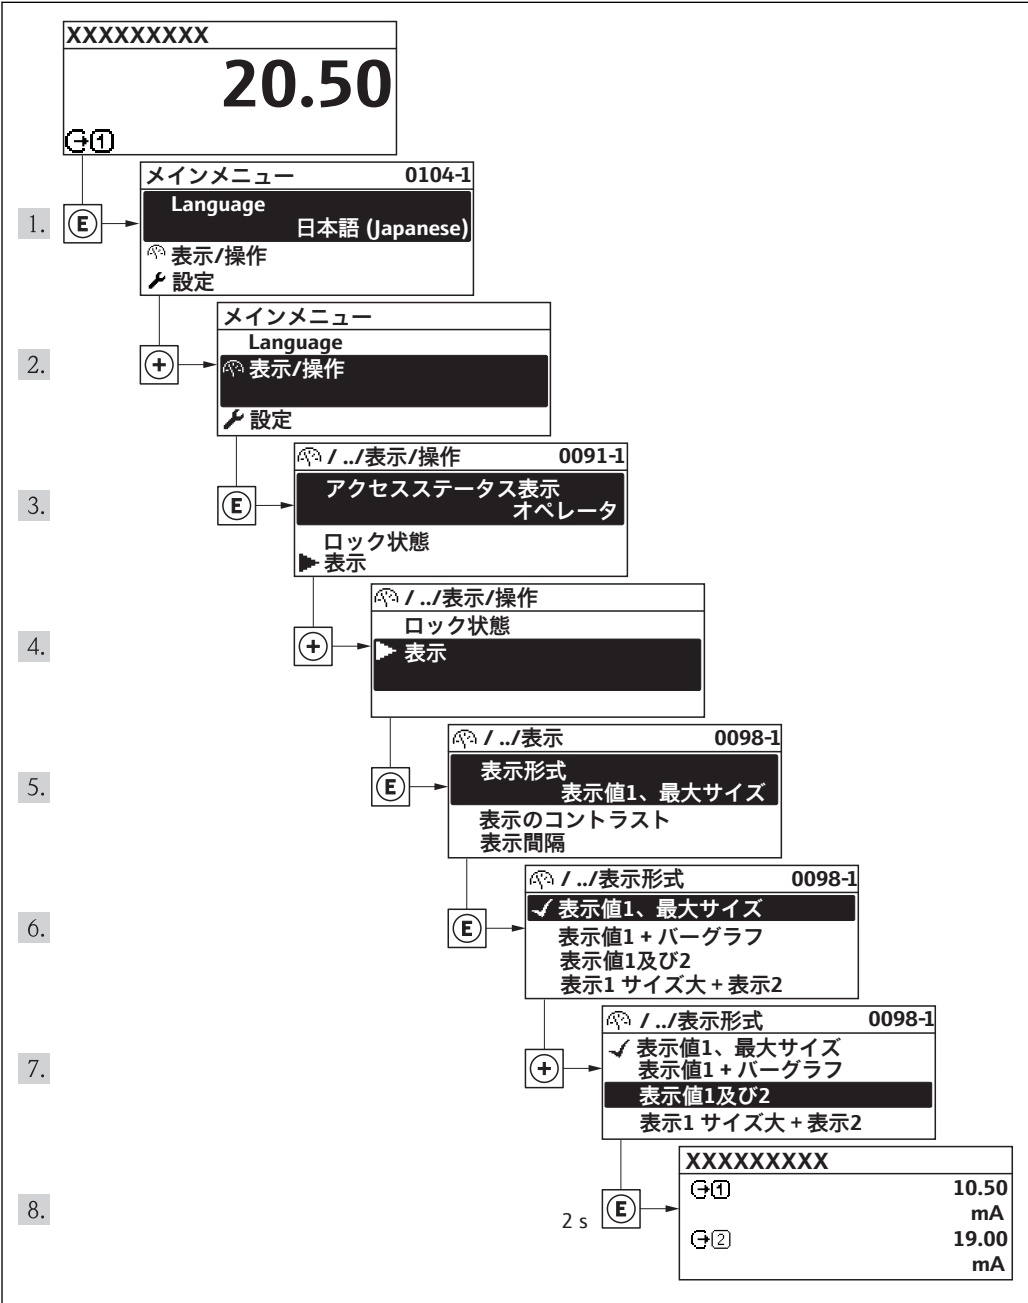 XXXXXXXXX
20.50
1
メインメニュー 0104-1
Language
日本語 (Japanese)
表示/操作
設定
1. E
メインメニュー
Language
表示/操作
設定
2. +
/ ../表示/操作 0091-1
アクセスステータス表示
オペレータ
ロック状態
表示
3. E
/ ../表示/操作
ロック状態
表示
4. +
/ ../表示 0098-1
表示形式
表示値1、最大サイズ
表示のコントラスト
表示間隔
5. E
/ ../表示形式 0098-1
表示値1、最大サイズ
表示値1 + バーグラフ
表示値1及び2
表示1 サイズ大 + 表示2
6. E
/ ../表示形式 0098-1
表示値1、最大サイズ
表示値1 + バーグラフ
表示値1及び2
表示1 サイズ大 + 表示2
7. +
XXXXXXXXX
1 10.50
mA
2 19.00
mA
8. 2 s E